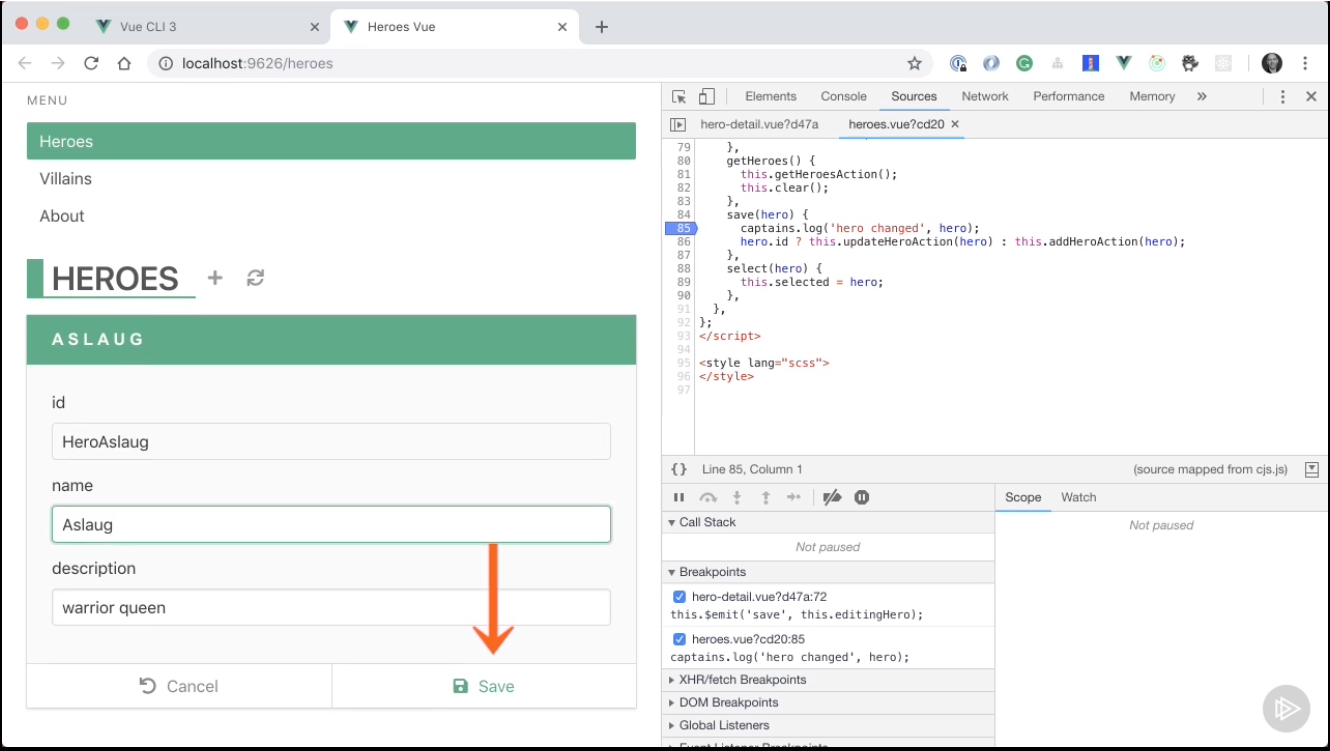 Vue CLI 3
Heroes Vue
localhost:9626/heroes
MENU
Heroes
Villains
About
HEROES
ASLAUG
id
HeroAslaug
name
Aslaug
description
warrior queen
Cancel
Save
Elements Console Sources Network Performance Memory »
hero-detail.vue?d47a heroes.vue?cd20
79 },
80 getHeroes() {
81 this.getHeroesAction();
82 this.clear();
83 },
84 save(hero) {
85 captains.log('hero changed', hero);
86 hero.id ? this.updateHeroAction(hero) : this.addHeroAction(hero);
87 },
88 select(hero) {
89 this.selected = hero;
90 },
91 },
92 };
93 </script>
94
95 <style lang="scss">
96 </style>
97
{} Line 85, Column 1 (source mapped from cjs.js)
Scope Watch
Call Stack
Not paused
Not paused
Breakpoints
hero-detail.vue?d47a:72
this.$emit('save', this.editingHero);
heroes.vue?cd20:85
captains.log('hero changed', hero);
XHR/fetch Breakpoints
DOM Breakpoints
Global Listeners
Event Listener Breakpoints